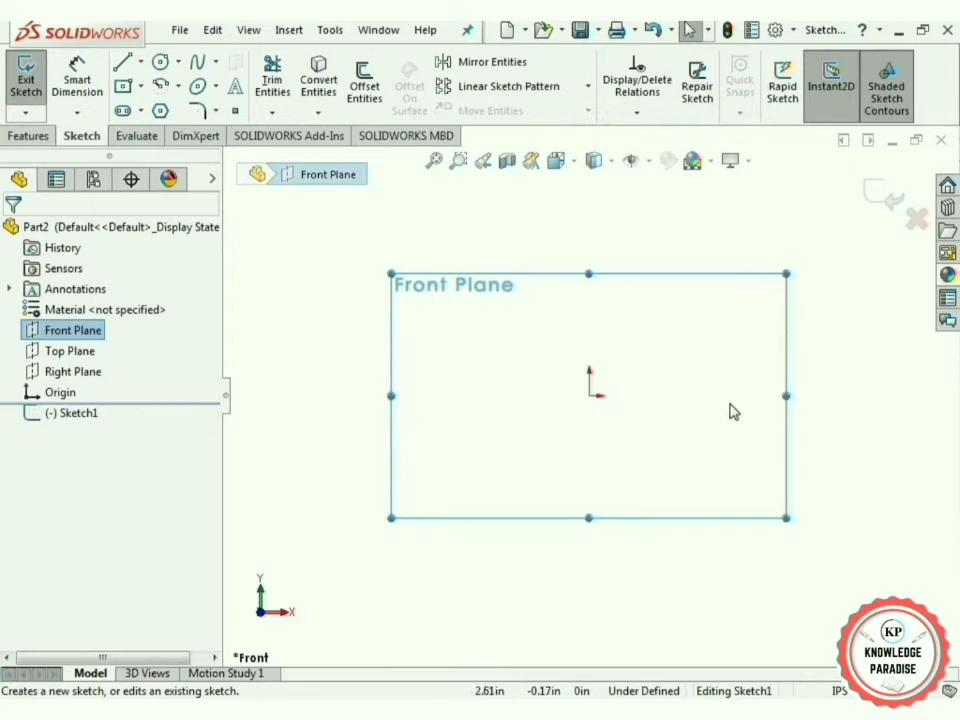 SOLIDWORKS File Edit View Insert Tools Window Help Sketch... ?
Exit Sketch
Smart Dimension
Trim Entities
Convert Entities
Offset Entities
Offset On Surface
Mirror Entities
Linear Sketch Pattern
Move Entities
Display/Delete Relations
Repair Sketch
Quick Snaps
Rapid Sketch
Instant2D
Shaded Sketch Contours
Features Sketch Evaluate DimXpert SOLIDWORKS Add-Ins SOLIDWORKS MBD
Front Plane
Part2 (Default<<Default>_Display State
History
Sensors
Annotations
Material <not specified>
Front Plane
Top Plane
Right Plane
Origin
(-) Sketch1
Front Plane
Y
X
*Front
KP
KNOWLEDGE
PARADISE
Model 3D Views Motion Study 1
Creates a new sketch, or edits an existing sketch. 2.61in -0.17in 0in Under Defined Editing Sketch1 IPS